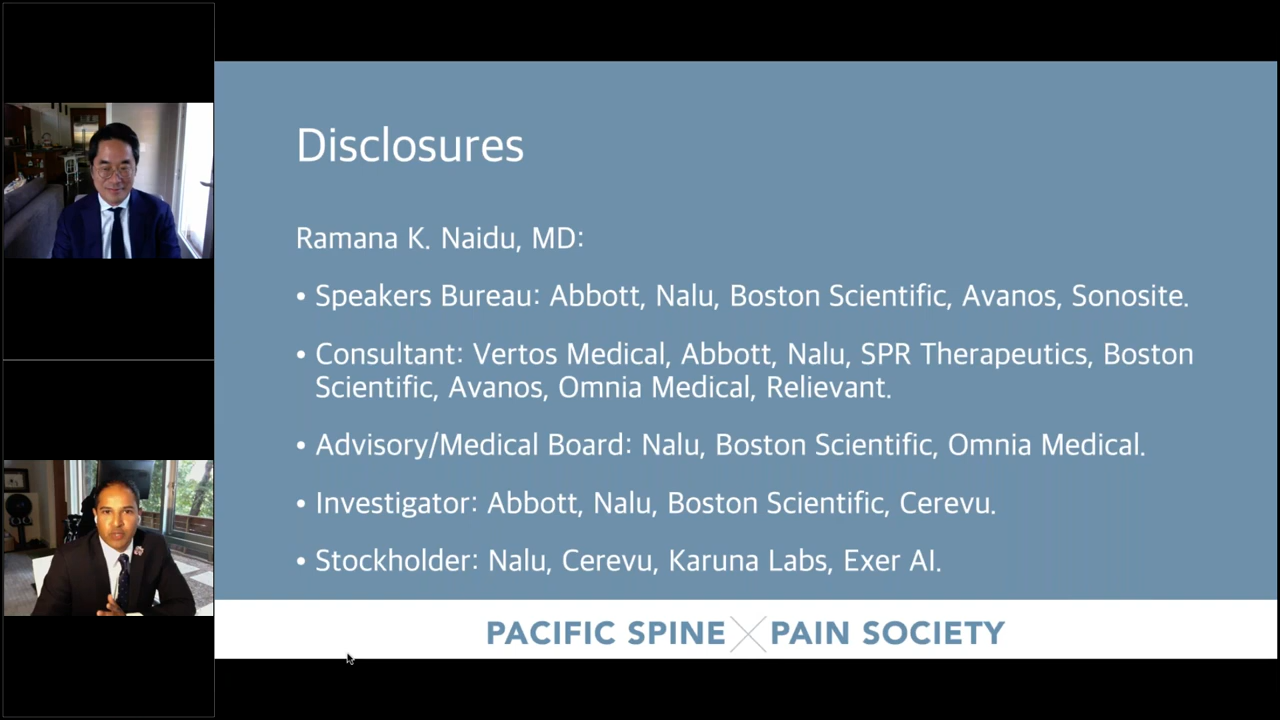 Disclosures
Ramana K. Naidu, MD:
• Speakers Bureau: Abbott, Nalu, Boston Scientific, Avanos, Sonosite.
• Consultant: Vertos Medical, Abbott, Nalu, SPR Therapeutics, Boston
Scientific, Avanos, Omnia Medical, Relievant.
• Advisory/Medical Board: Nalu, Boston Scientific, Omnia Medical.
• Investigator: Abbott, Nalu, Boston Scientific, Cerevu.
• Stockholder: Nalu, Cerevu, Karuna Labs, Exer AI.
PACIFIC SPINE PAIN SOCIETY